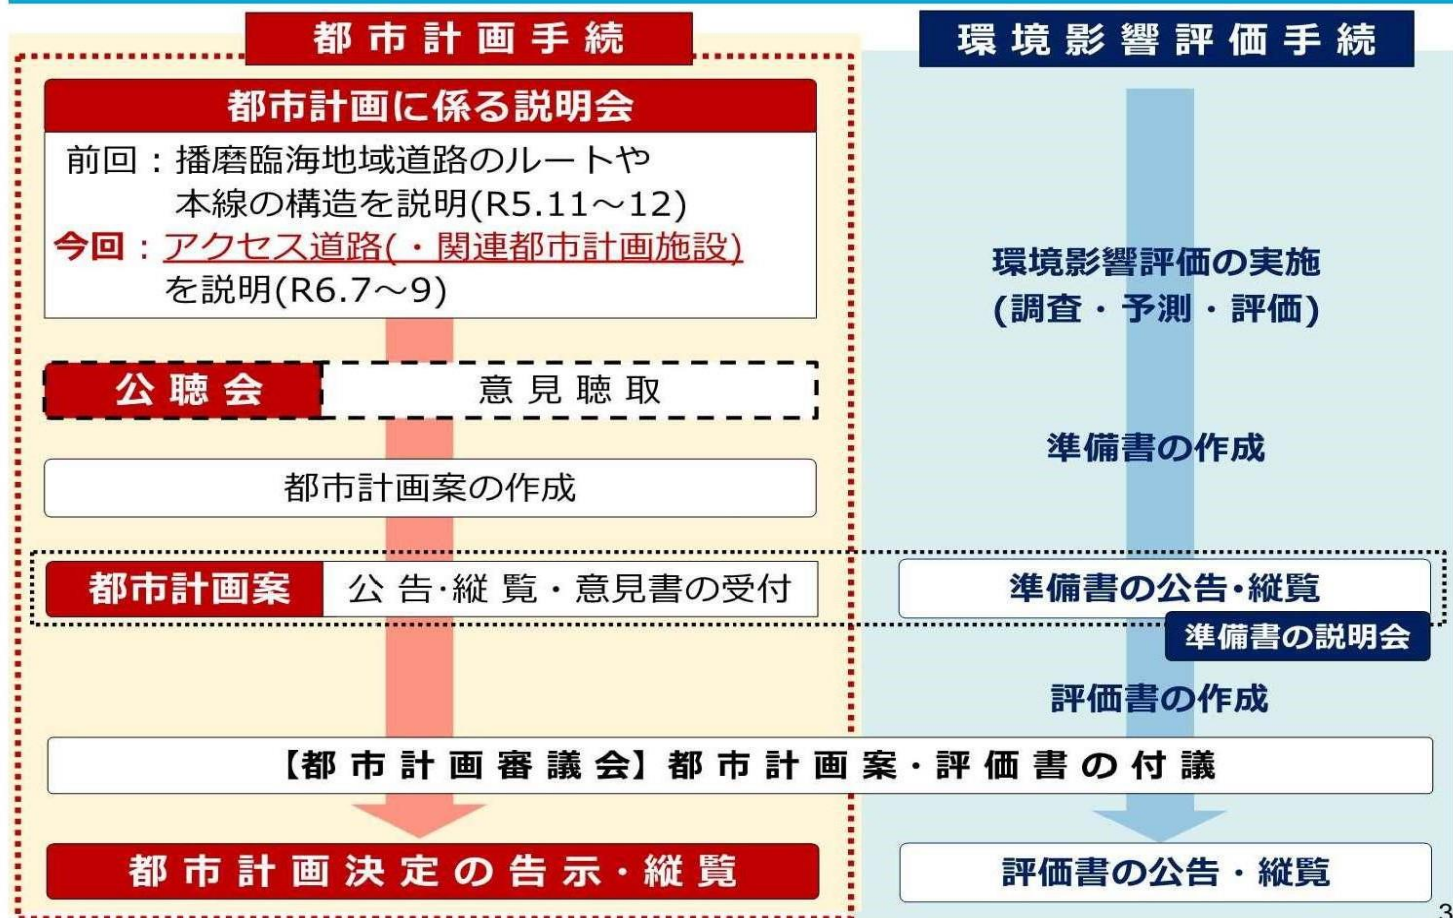 都市計画手続
都市計画に係る説明会
前回：播磨臨海地域道路のルートや
本線の構造を説明(R5.11～12)
今回：アクセス道路(・関連都市計画施設)
を説明(R6.7～9)
公聴会 意見聴取
都市計画案の作成
都市計画案 公告･縦覧・意見書の受付
環境影響評価手続
環境影響評価の実施
(調査・予測・評価)
準備書の作成
準備書の公告･縦覧
準備書の説明会
評価書の作成
【都市計画審議会】都市計画案･評価書の付議
都市計画決定の告示･縦覧
評価書の公告・縦覧
3